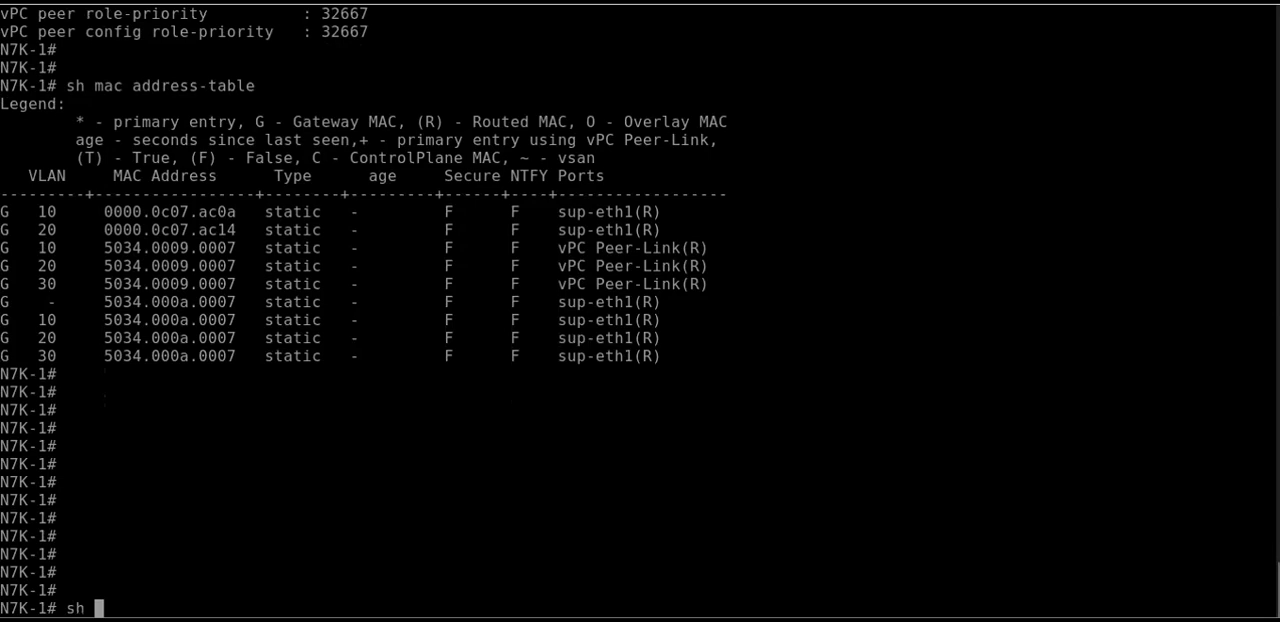 vPC peer role-priority          : 32667
vPC peer config role-priority   : 32667
N7K-1#
N7K-1#
N7K-1# sh mac address-table
Legend:
        * - primary entry, G - Gateway MAC, (R) - Routed MAC, O - Overlay MAC
        age - seconds since last seen,+ - primary entry using vPC Peer-Link,
        (T) - True, (F) - False, C - ControlPlane MAC, ~ - vsan
   VLAN     MAC Address      Type      age     Secure NTFY Ports
---------+-----------------+--------+---------+------+----+------------------
G   10     0000.0c07.ac0a   static   -         F      F    sup-eth1(R)
G   20     0000.0c07.ac14   static   -         F      F    sup-eth1(R)
G   10     5034.0009.0007   static   -         F      F    vPC Peer-Link(R)
G   20     5034.0009.0007   static   -         F      F    vPC Peer-Link(R)
G   30     5034.0009.0007   static   -         F      F    vPC Peer-Link(R)
G    -     5034.000a.0007   static   -         F      F    sup-eth1(R)
G   10     5034.000a.0007   static   -         F      F    sup-eth1(R)
G   20     5034.000a.0007   static   -         F      F    sup-eth1(R)
G   30     5034.000a.0007   static   -         F      F    sup-eth1(R)
N7K-1#
N7K-1#
N7K-1#
N7K-1#
N7K-1#
N7K-1#
N7K-1#
N7K-1#
N7K-1#
N7K-1#
N7K-1#
N7K-1#
N7K-1#
N7K-1# sh